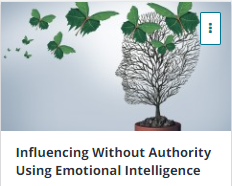 Influencing Without Authority
Using Emotional Intelligence